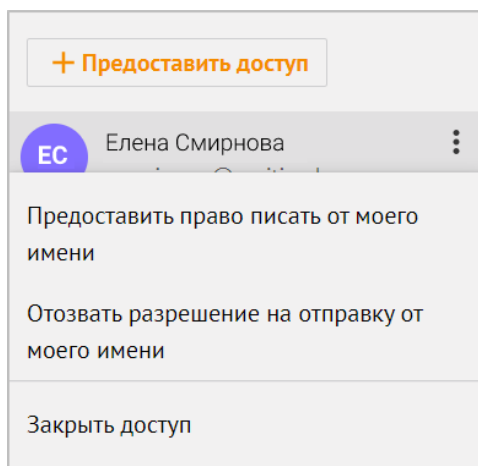 + Предоставить доступ
ЕС
Елена Смирнова
Предоставить право писать от моего
имени
Отозвать разрешение на отправку от
моего имени
Закрыть доступ